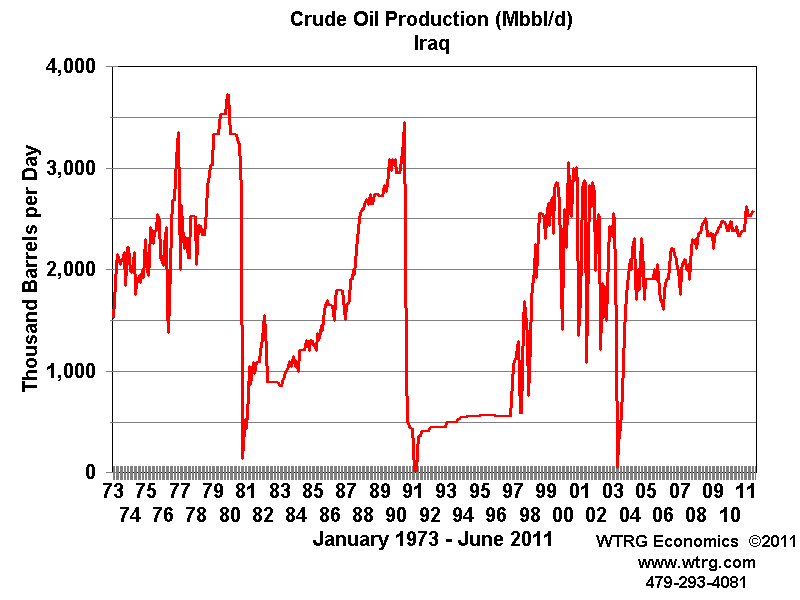 Crude Oil Production (Mbbl/d)
Iraq
4,000
3,000
2,000
1,000
0
Thousand Barrels per Day
73 75 77 79 81 83 85 87 89 91 93 95 97 99 01 03 05 07 09 11
74 76 78 80 82 84 86 88 90 92 94 96 98 00 02 04 06 08 10
January 1973 - June 2011
WTRG Economics ©2011
www.wtrg.com
479-293-4081